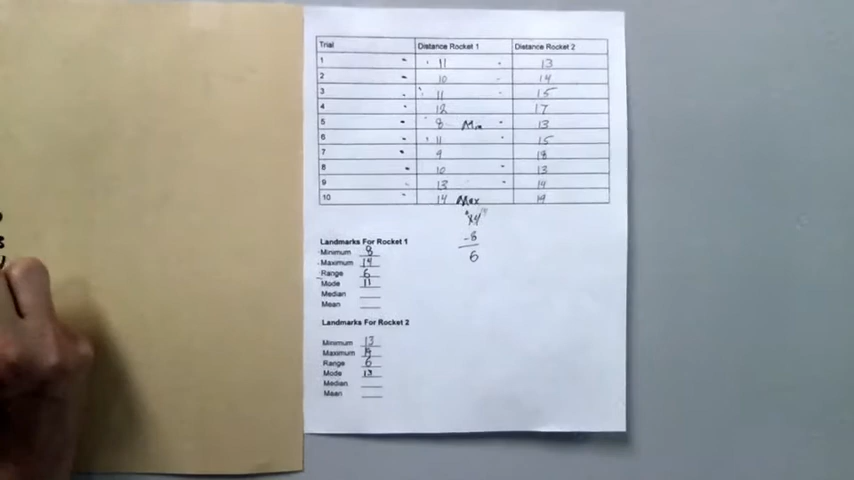 Trial Distance Rocket 1 Distance Rocket 2
1 11 13
2 10 14
3 11 15
4 12 17
5 8 Min 13
6 11 15
7 9 18
8 10 13
9 13 14
10 14 Max 19
14
-8
6
Landmarks For Rocket 1
Minimum 8
Maximum 14
Range 6
Mode 11
Median
Mean
Landmarks For Rocket 2
Minimum 13
Maximum 19
Range 6
Mode 13
Median
Mean